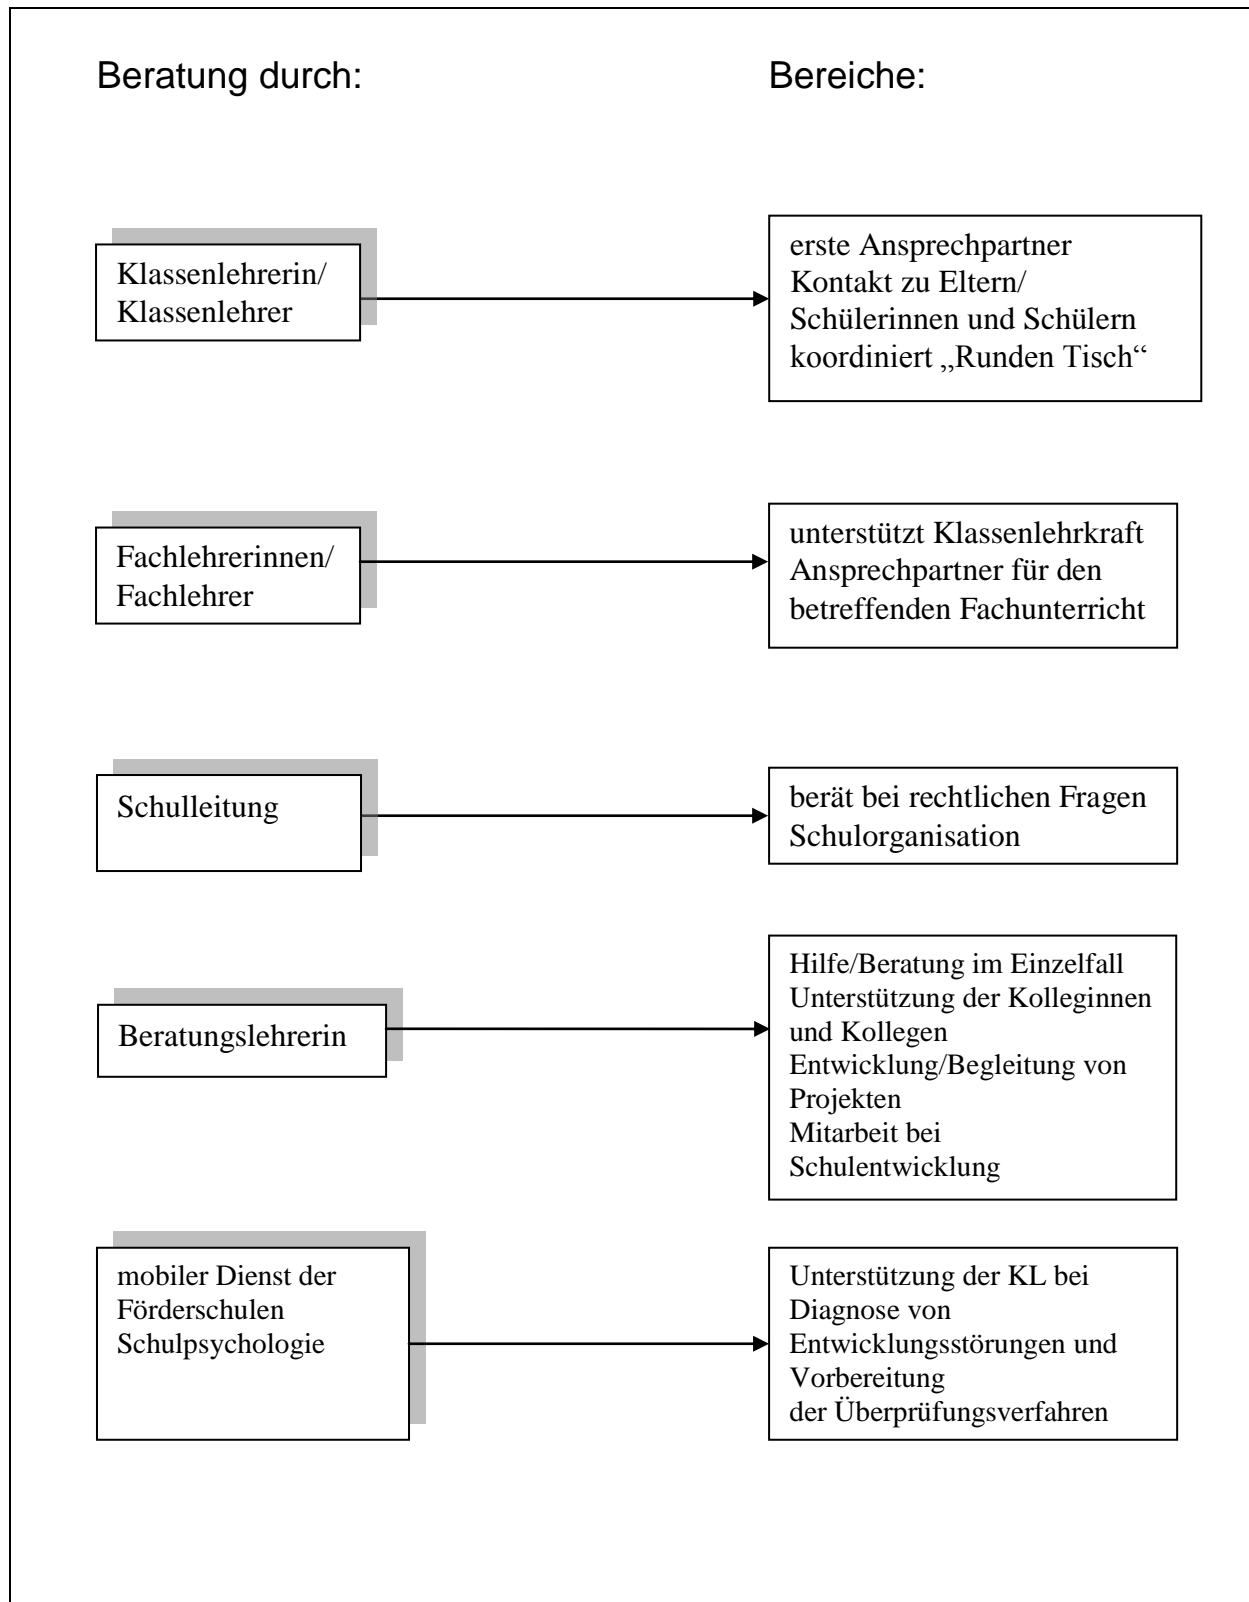 Beratung durch:
Bereiche:
Klassenlehrerin/
Klassenlehrer
erste Ansprechpartner
Kontakt zu Eltern/
Schülerinnen und Schülern
koordiniert „Runden Tisch“
Fachlehrerinnen/
Fachlehrer
unterstützt Klassenlehrkraft
Ansprechpartner für den
betreffenden Fachunterricht
Schulleitung
berät bei rechtlichen Fragen
Schulorganisation
Beratungslehrerin
Hilfe/Beratung im Einzelfall
Unterstützung der Kolleginnen
und Kollegen
Entwicklung/Begleitung von
Projekten
Mitarbeit bei
Schulentwicklung
mobiler Dienst der
Förderschulen
Schulpsychologie
Unterstützung der KL bei
Diagnose von
Entwicklungsstörungen und
Vorbereitung
der Überprüfungsverfahren